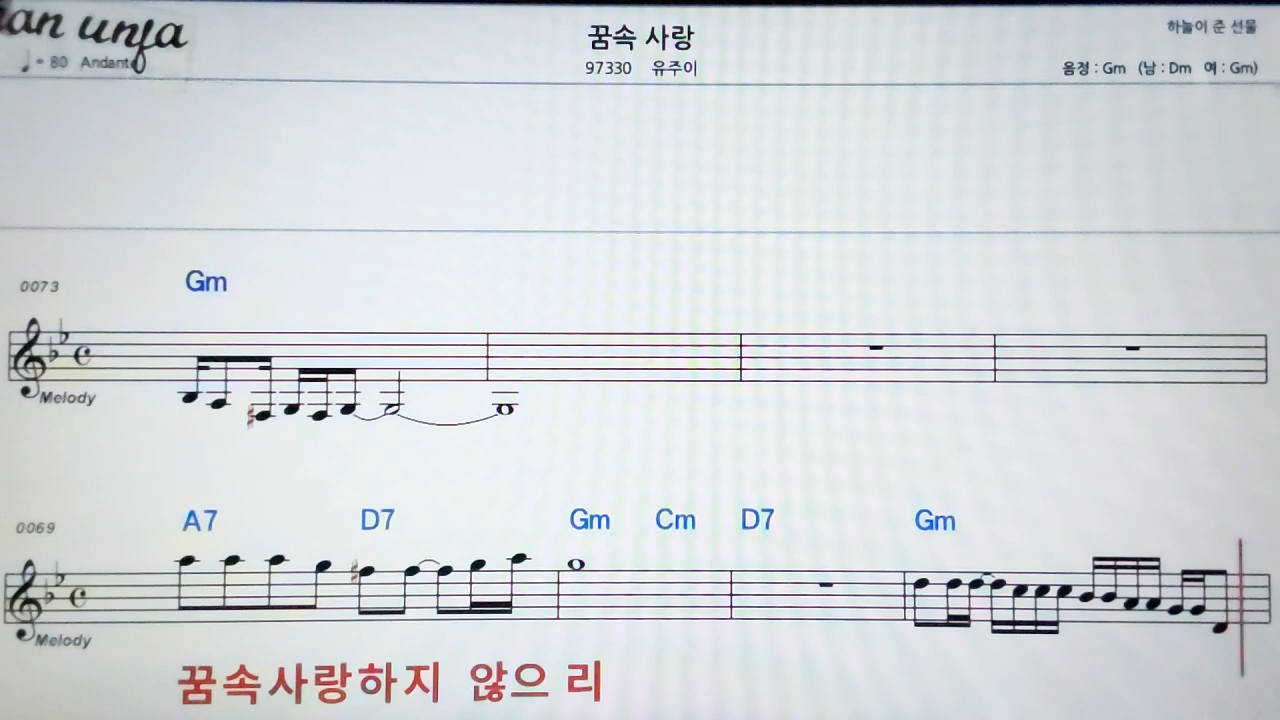 an unja
♩= 80 Andante
꿈속 사랑
97330 유주이
하늘이 준 선물
음정 : Gm (남 : Dm 여 : Gm)
0073
Gm
Melody
0069
A7 D7 Gm Cm D7 Gm
Melody
꿈속사랑하지 않으 리